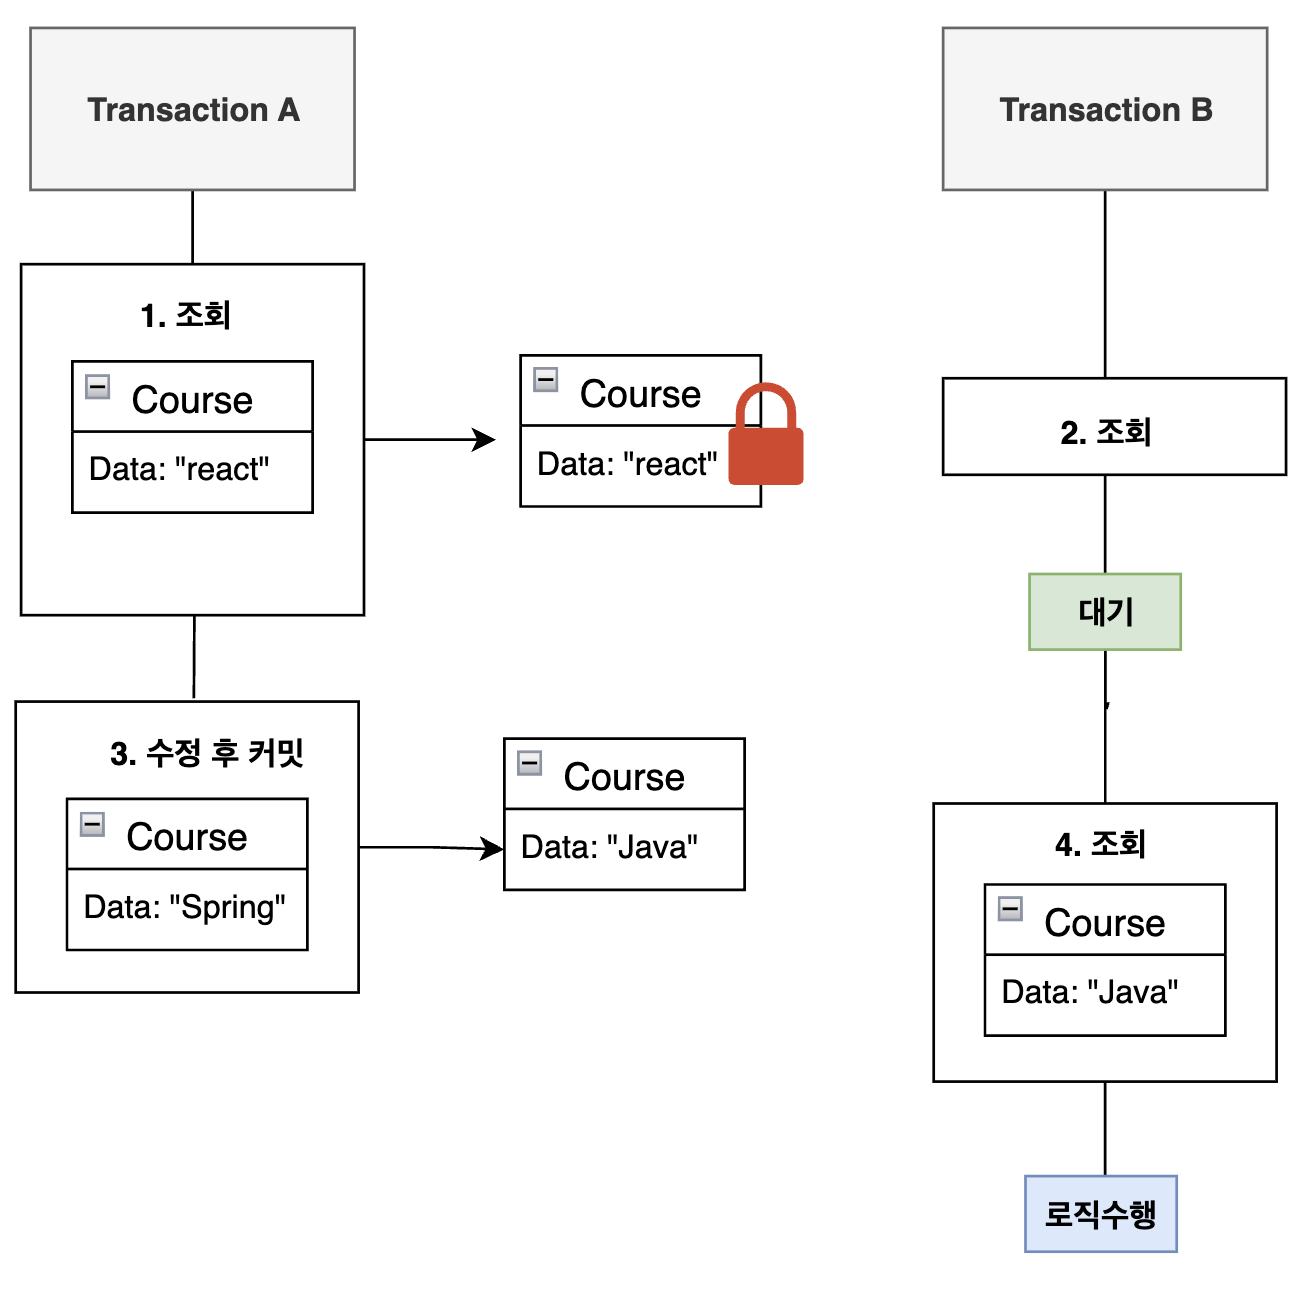 Transaction A
1. 조회
Course
Data: "react"
Course
Data: "react"
3. 수정 후 커밋
Course
Data: "Spring"
Course
Data: "Java"
Transaction B
2. 조회
대기
4. 조회
Course
Data: "Java"
로직수행